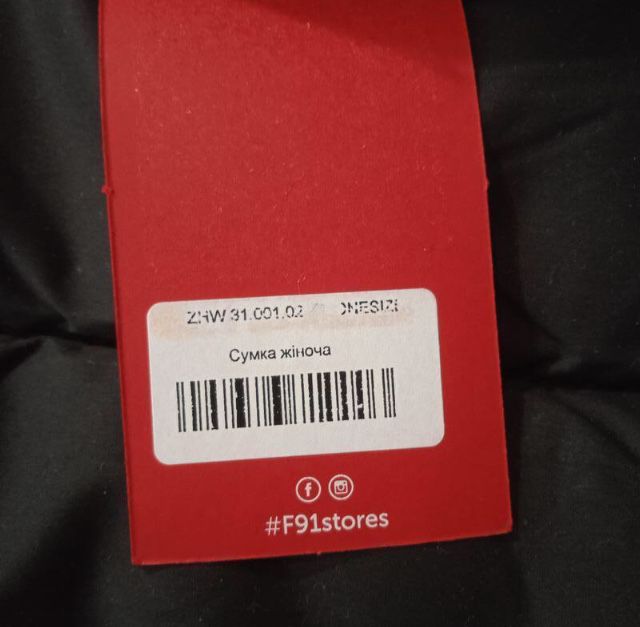 ZHW 31.001.02
Сумка жіноча
#F91stores